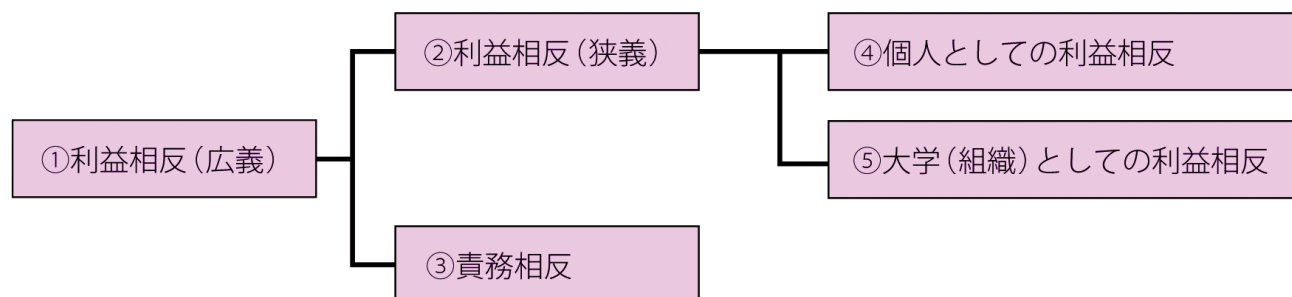 ①利益相反（広義）
②利益相反（狭義）
③責務相反
④個人としての利益相反
⑤大学（組織）としての利益相反